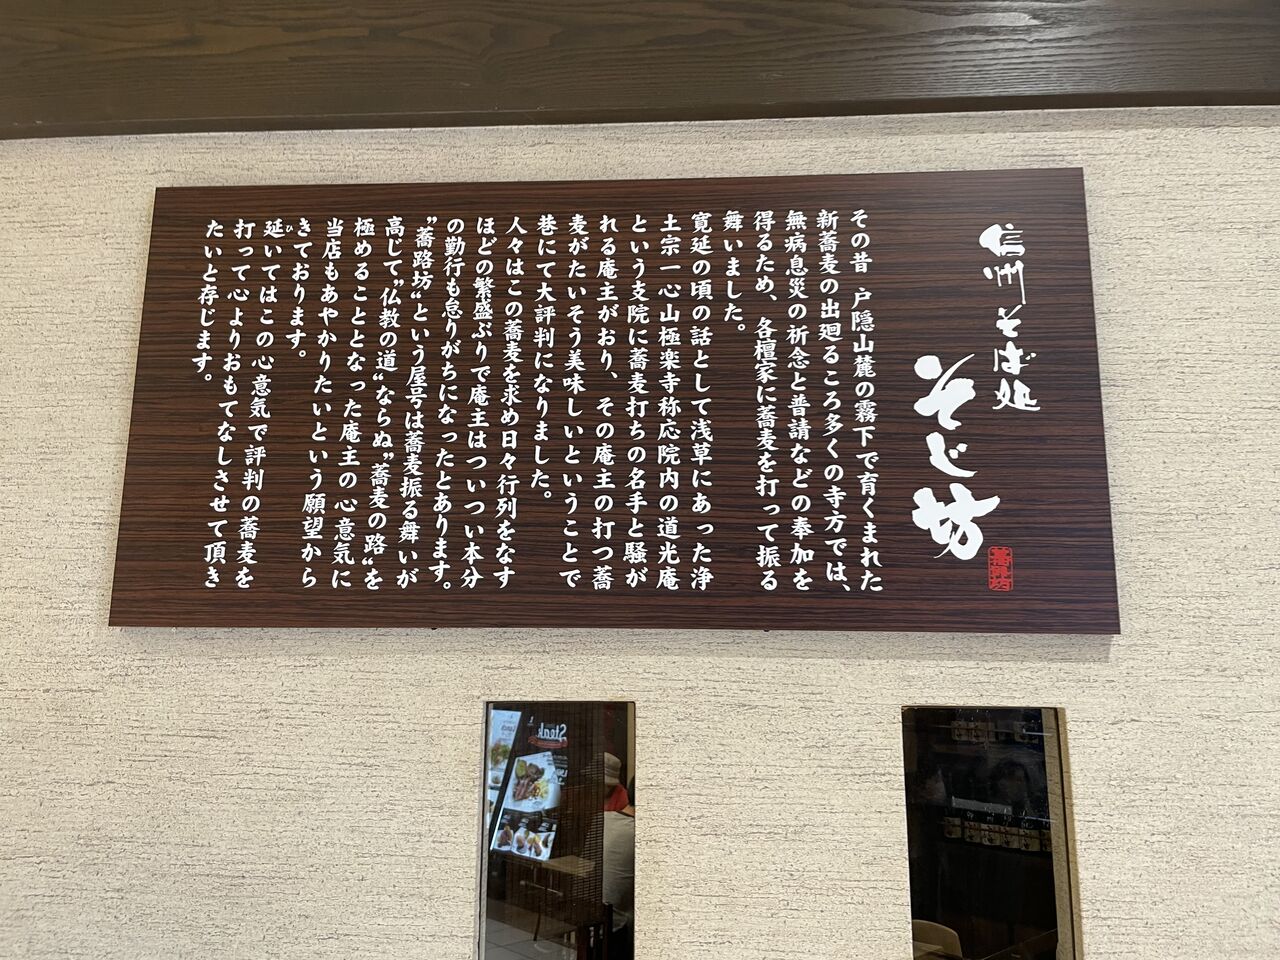 信州そば処
そじ坊
蕎路坊
その昔 戸隠山麓の霧下で育くまれた
新蕎麦の出廻るころ多くの寺方では、
無病息災の祈念と普請などの奉加を
得るため、各檀家に蕎麦を打って振る
舞いました。
寛延の頃の話として浅草にあった浄
土宗一心山極楽寺称応院内の道光庵
という支院に蕎麦打ちの名手と騒が
れる庵主がおり、その庵主の打つ蕎
麦がたいそう美味しいということで
巷にて大評判になりました。
人々はこの蕎麦を求め日々行列をなす
ほどの繁盛ぶりで庵主はついつい本分
の勤行も怠りがちになったとあります。
"蕎路坊"という屋号は蕎麦振る舞いが
高じて"仏教の道"ならぬ"蕎麦の路"を
極めることとなった庵主の心意気に
当店もあやかりたいという願望から
きております。
延いてはこの心意気で評判の蕎麦を
ひ
打って心よりおもてなしさせて頂き
たいと存じます。
Steak